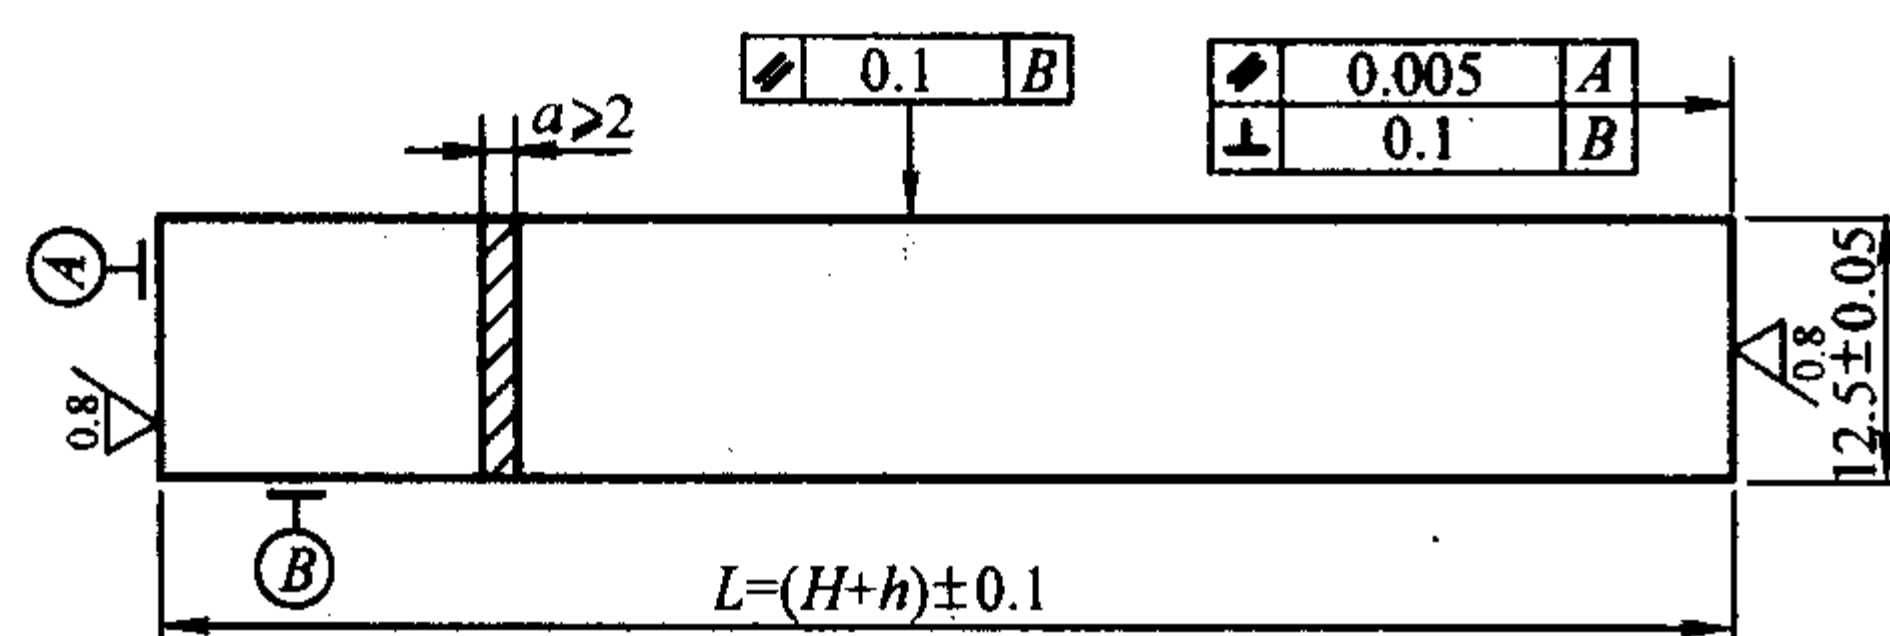 ∥ 0.1 B
∥ 0.005 A
⊥ 0.1 B
a⩾2
A
0.8
0.8
12.5±0.05
B
L=(H+h)±0.1